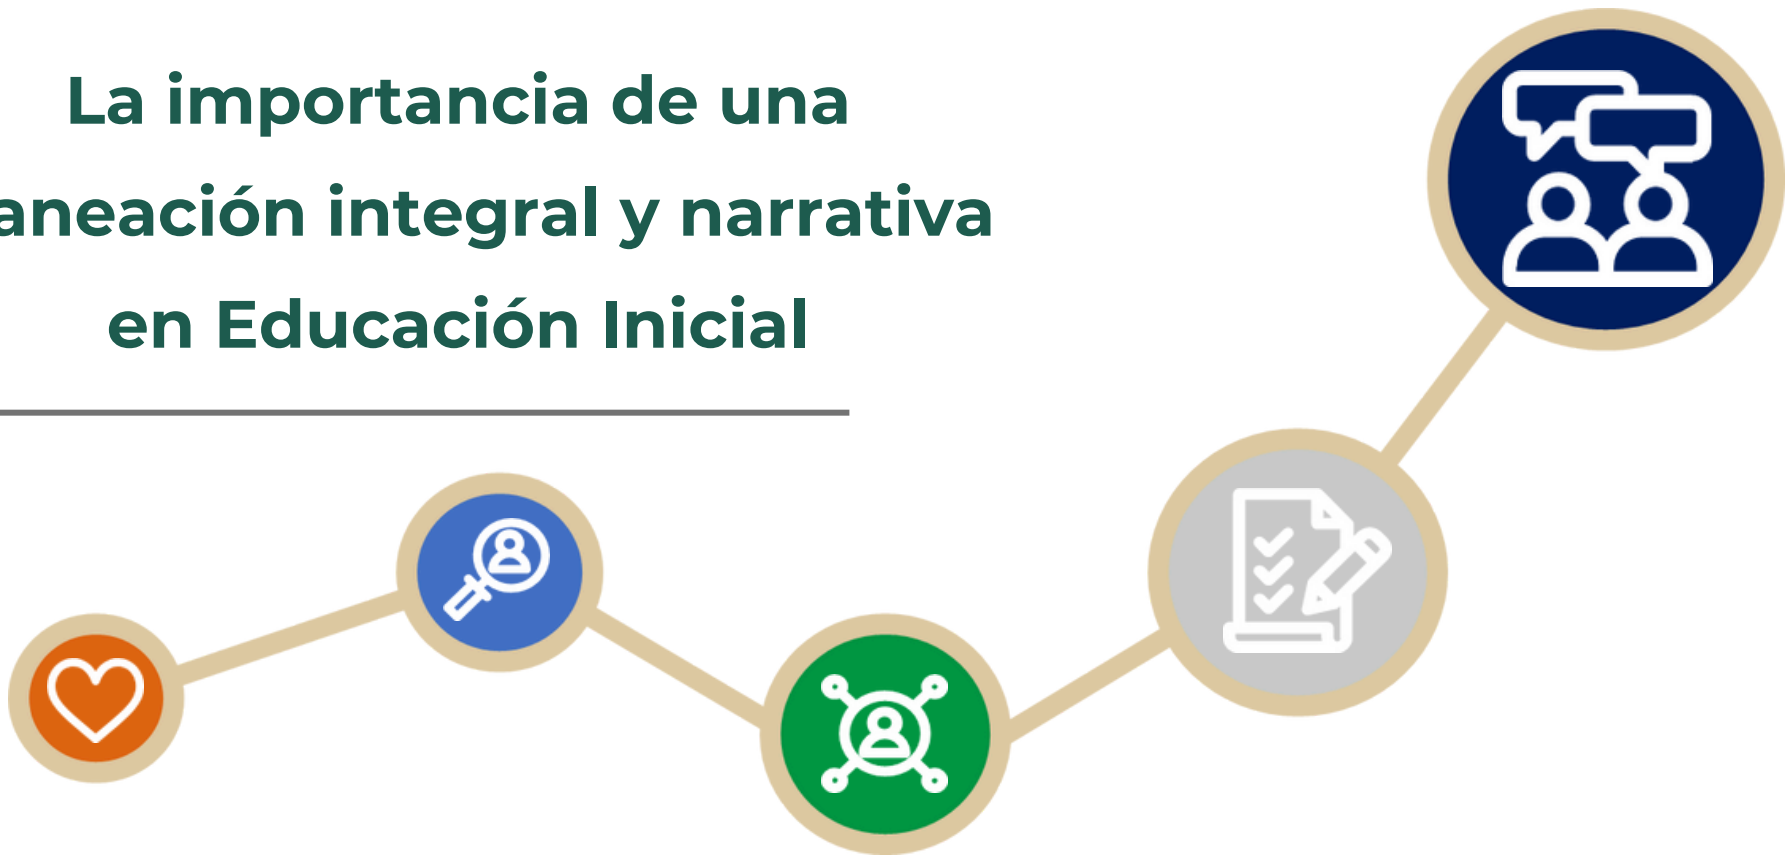 La importancia de una
aneación integral y narrativa
en Educación Inicial